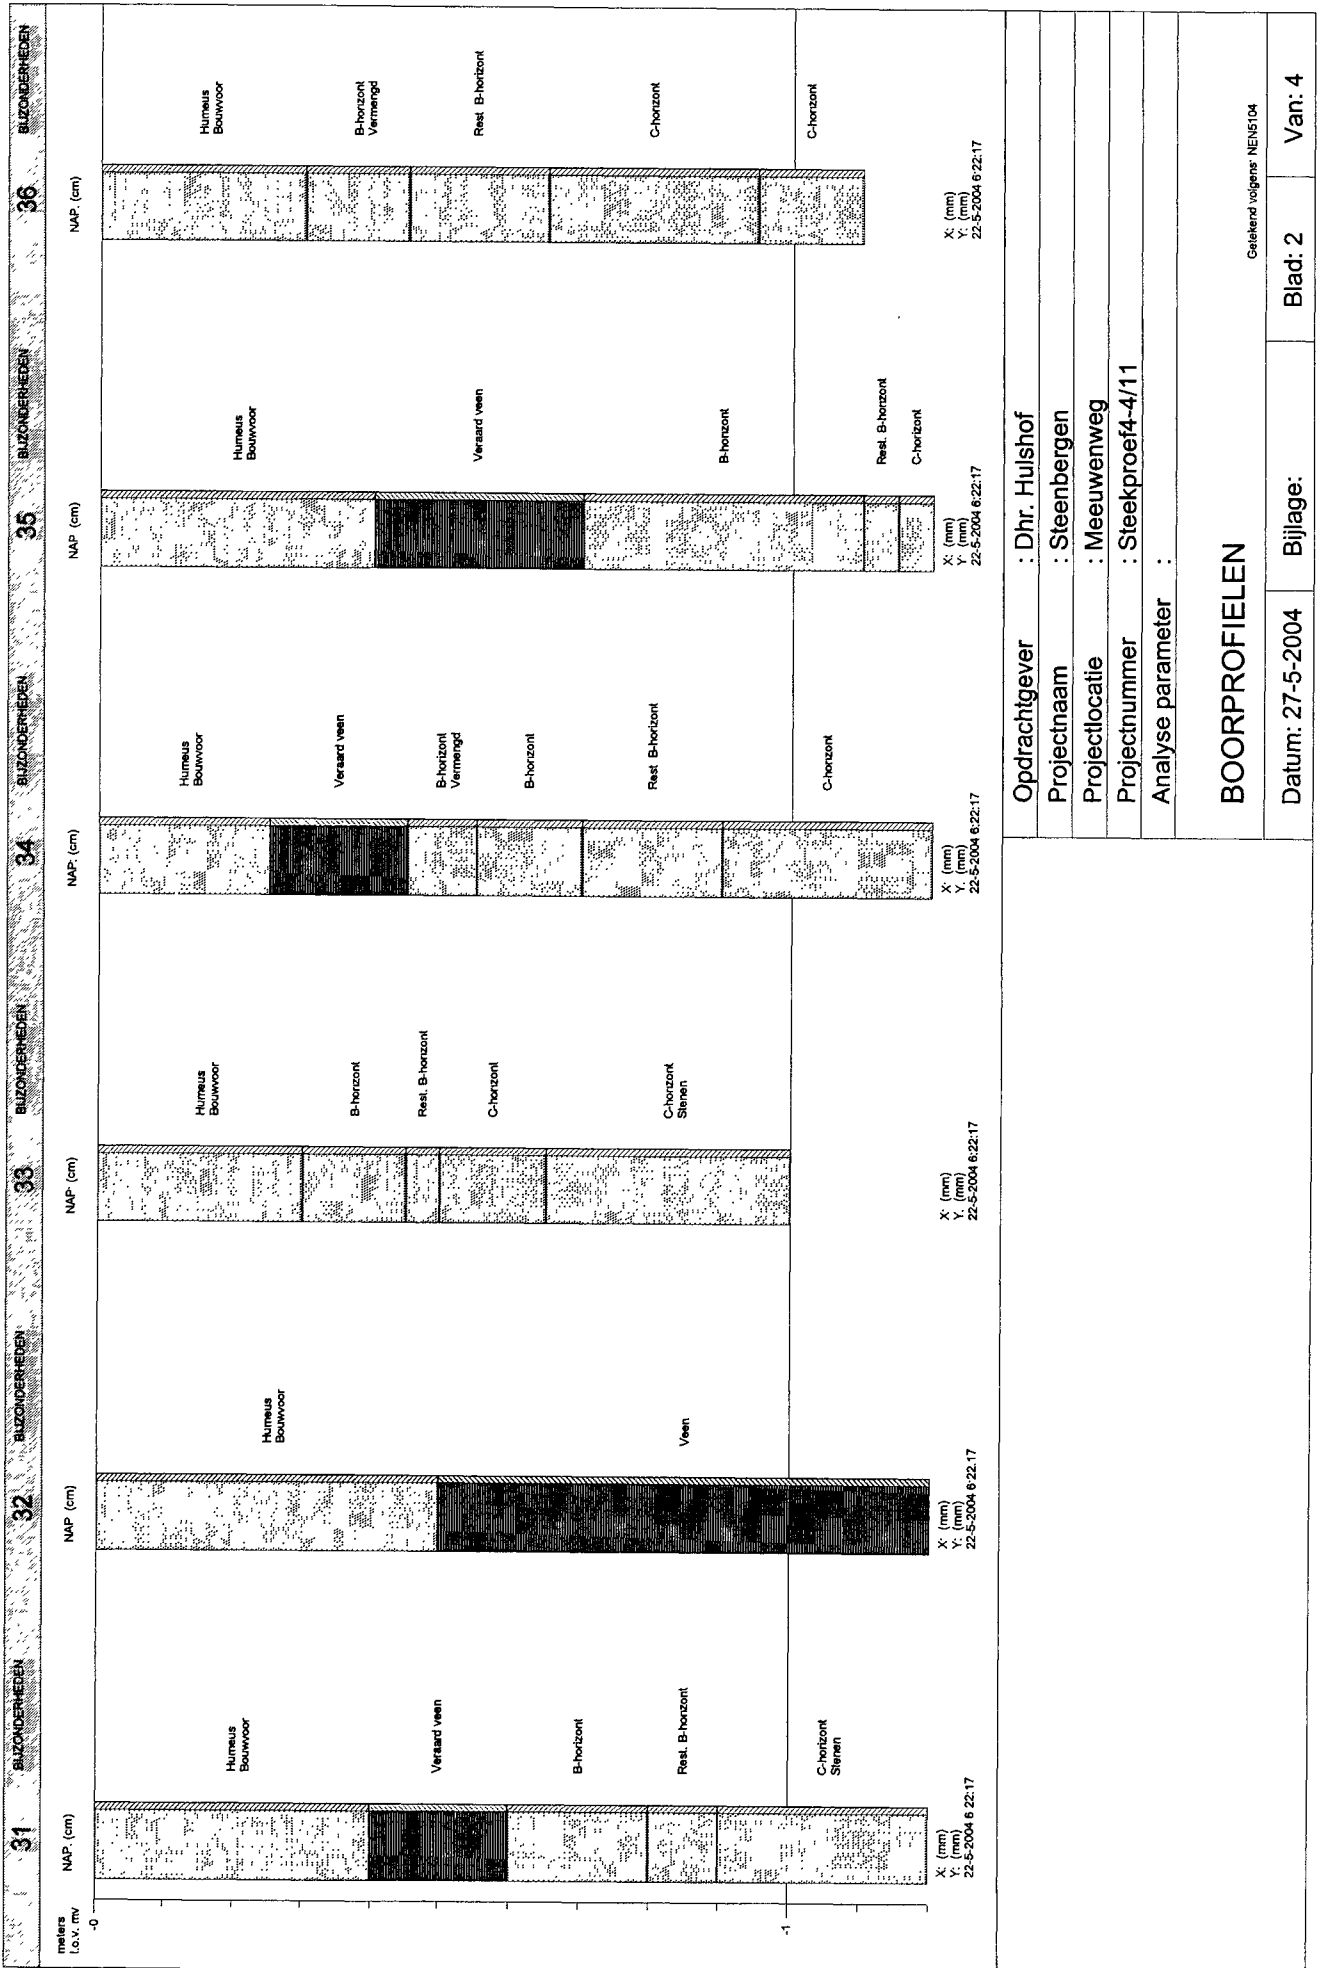 31 BIJZONDERHEDEN
32 BIJZONDERHEDEN
33 BIJZONDERHEDEN
34 BIJZONDERHEDEN
35 BIJZONDERHEDEN
36 BIJZONDERHEDEN
meters
t.o.v. mv
-0
-1
NAP. (cm)
Humeus
Bouwvoor
Veraard veen
B-horizont
Rest. B-horizont
C-horizont
Stenen
X: (mm)
Y: (mm)
22-5-2004 6:22:17
NAP. (cm)
Humeus
Bouwvoor
Veen
X: (mm)
Y: (mm)
22-5-2004 6:22:17
NAP. (cm)
Humeus
Bouwvoor
B-horizont
Rest. B-horizont
C-horizont
C-horizont
Stenen
X: (mm)
Y: (mm)
22-5-2004 6:22:17
NAP. (cm)
Humeus
Bouwvoor
Veraard veen
B-horizont
Vermengd
B-horizont
Rest. B-horizont
C-horizont
X: (mm)
Y: (mm)
22-5-2004 6:22:17
NAP. (cm)
Humeus
Bouwvoor
Veraard veen
B-horizont
Rest. B-horizont
C-horizont
X: (mm)
Y: (mm)
22-5-2004 6:22:17
NAP. (cm)
Humeus
Bouwvoor
B-horizont
Vermengd
Rest. B-horizont
C-horizont
C-horizont
X: (mm)
Y: (mm)
22-5-2004 6:22:17
Opdrachtgever : Dhr. Hulshof
Projectnaam : Steenbergen
Projectlocatie : Meeuwenweg
Projectnummer : Steekproef4-4/11
Analyse parameter :
BOORPROFIELEN
Getekend volgens: NEN5104
Datum: 27-5-2004 Bijlage: Blad: 2 Van: 4